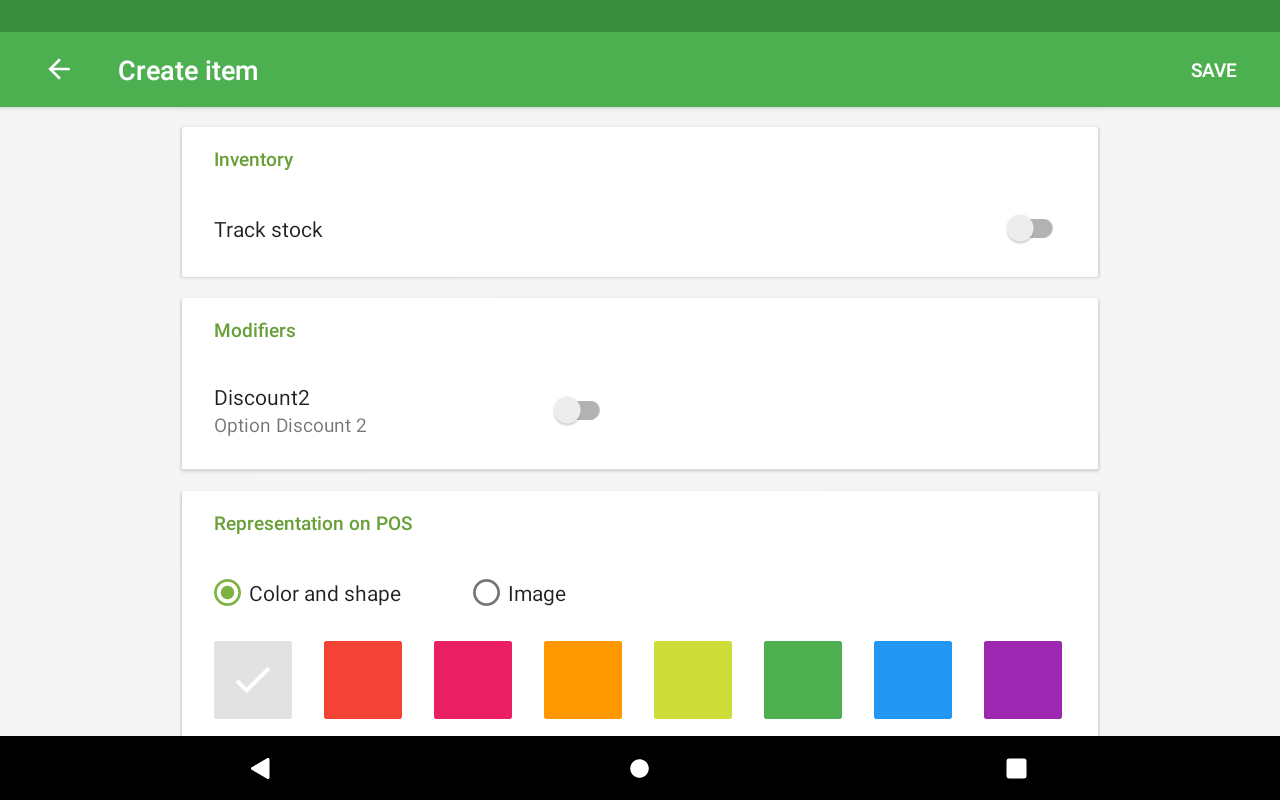 Create item
SAVE
Inventory
Track stock
Modifiers
Discount2
Option Discount 2
Representation on POS
Color and shape
Image